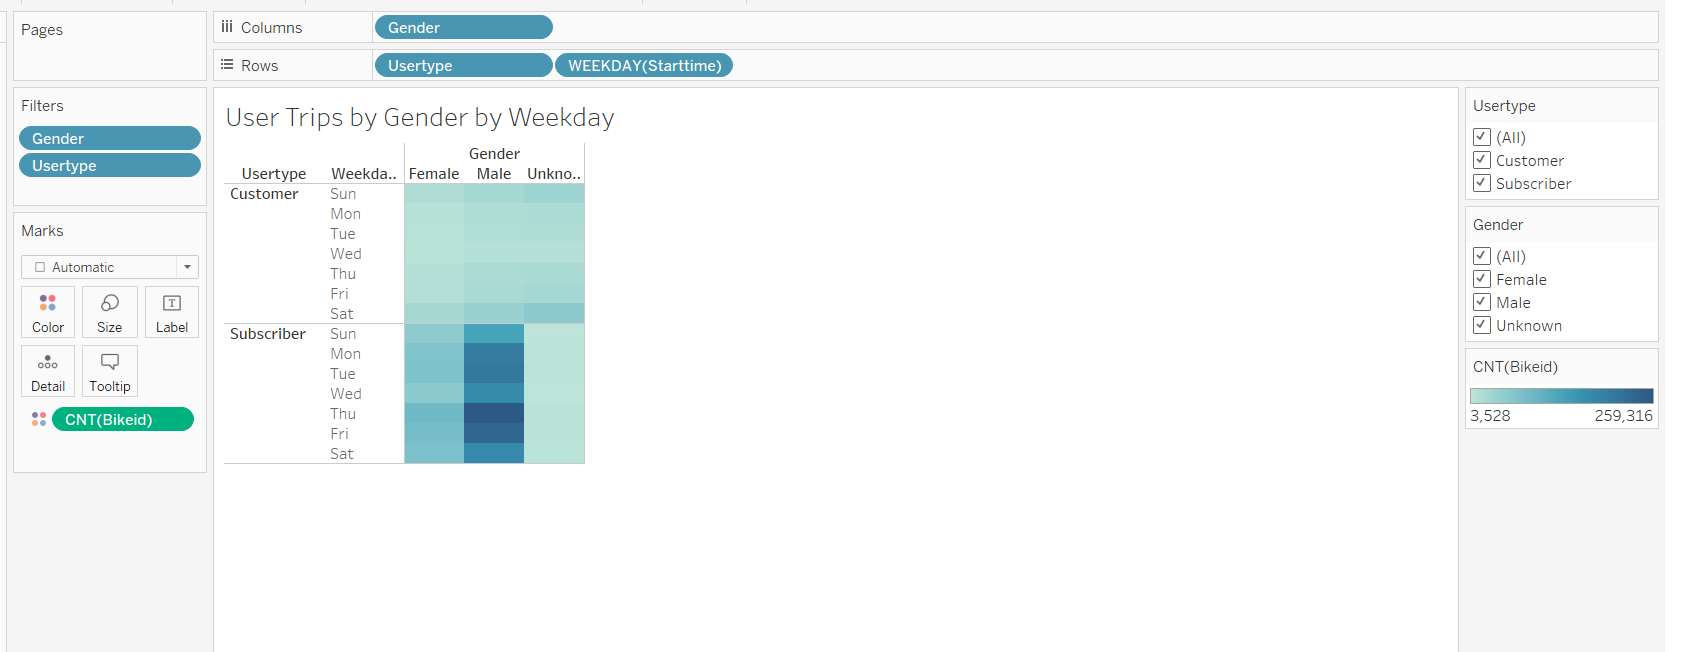 Pages
Columns
Gender
Rows
Usertype
WEEKDAY(Starttime)
Filters
Gender
Usertype
Marks
Automatic
Color
Size
Label
Detail
Tooltip
CNT(Bikeid)
User Trips by Gender by Weekday
Gender
Usertype Weekda.. Female Male Unkno..
Customer Sun
Mon
Tue
Wed
Thu
Fri
Sat
Subscriber Sun
Mon
Tue
Wed
Thu
Fri
Sat
Usertype
(All)
Customer
Subscriber
Gender
(All)
Female
Male
Unknown
CNT(Bikeid)
3,528 259,316